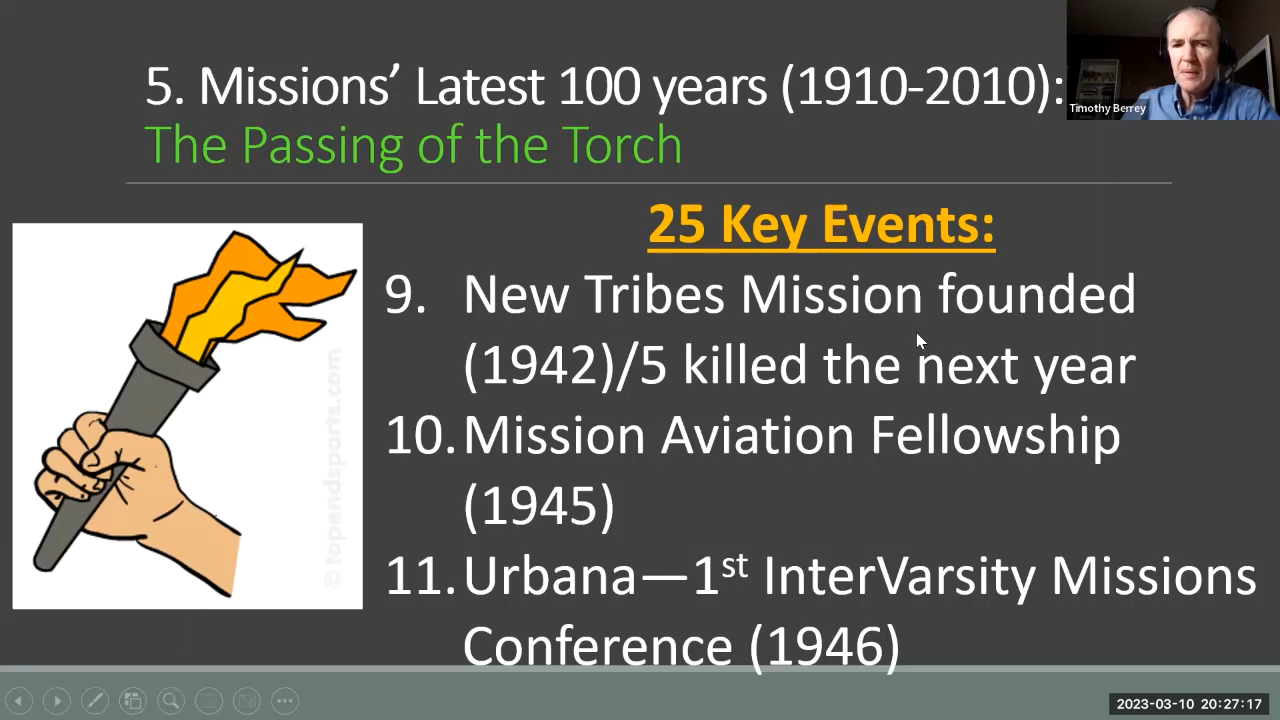 5. Missions’ Latest 100 years (1910-2010):
The Passing of the Torch
Timothy Berrey
25 Key Events:
9. New Tribes Mission founded
(1942)/5 killed the next year
10. Mission Aviation Fellowship
(1945)
11. Urbana—1st InterVarsity Missions
Conference (1946)
© topendsports.com
2023-03-10 20:27:17